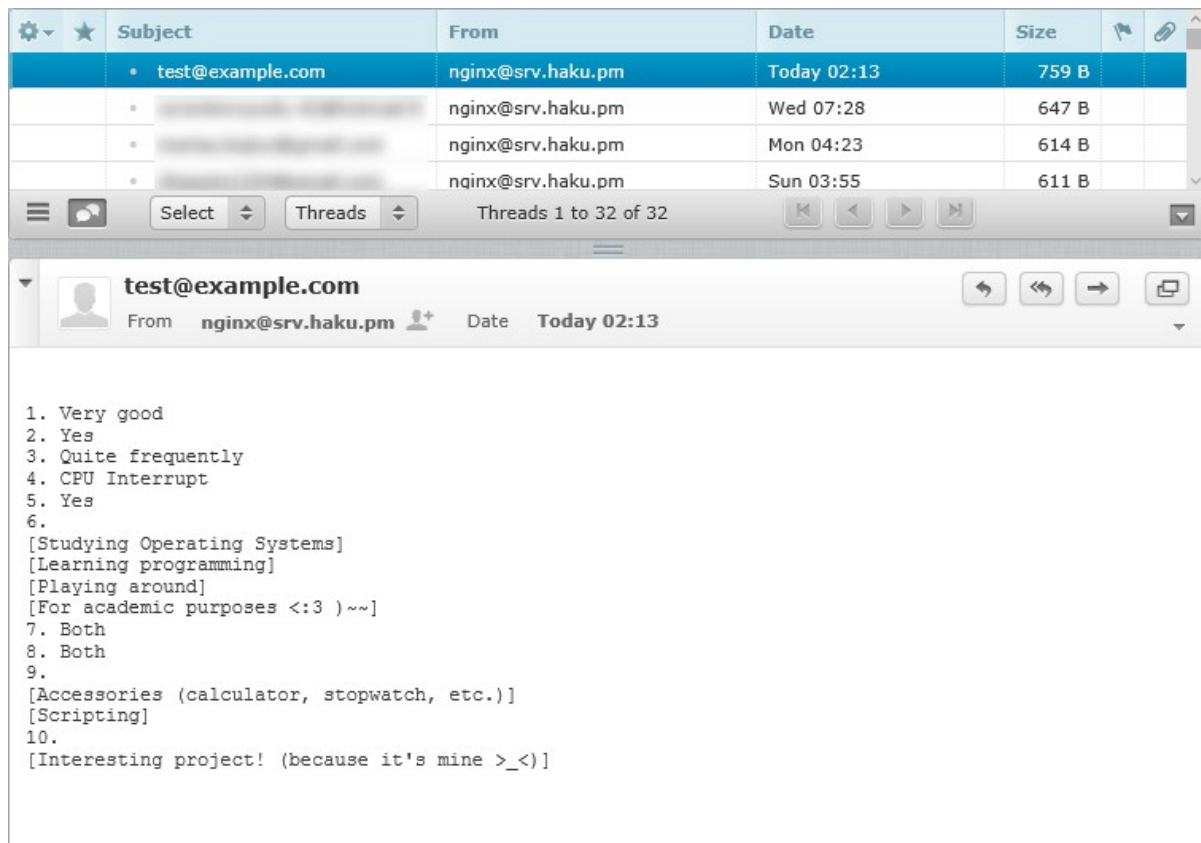 Subject From Date Size
test@example.com nginx@srv.haku.pm Today 02:13 759 B
nginx@srv.haku.pm Wed 07:28 647 B
nginx@srv.haku.pm Mon 04:23 614 B
nginx@srv.haku.pm Sun 03:55 611 B
Select Threads Threads 1 to 32 of 32
test@example.com
From nginx@srv.haku.pm Date Today 02:13
1. Very good
2. Yes
3. Quite frequently
4. CPU Interrupt
5. Yes
6.
[Studying Operating Systems]
[Learning programming]
[Playing around]
[For academic purposes <:3 )~~]
7. Both
8. Both
9.
[Accessories (calculator, stopwatch, etc.)]
[Scripting]
10.
[Interesting project! (because it's mine >_<)]